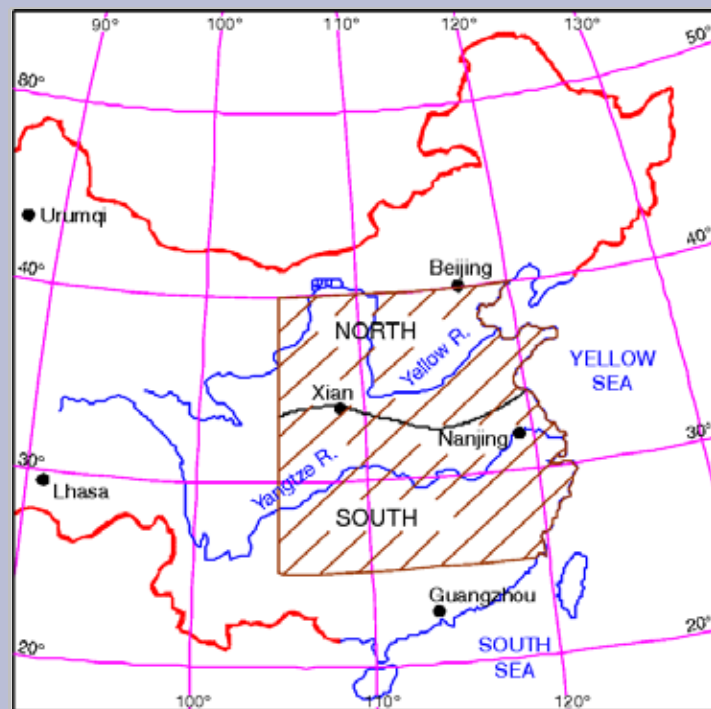 90°
100°
110°
120°
130°
50°
80°
Urumqi
40°
40°
Beijing
NORTH
Yellow R.
YELLOW
SEA
Xian
Nanjing
30°
30°
Lhasa
Yangtze R.
SOUTH
Guangzhou
20°
20°
SOUTH
SEA
100°
110°
120°